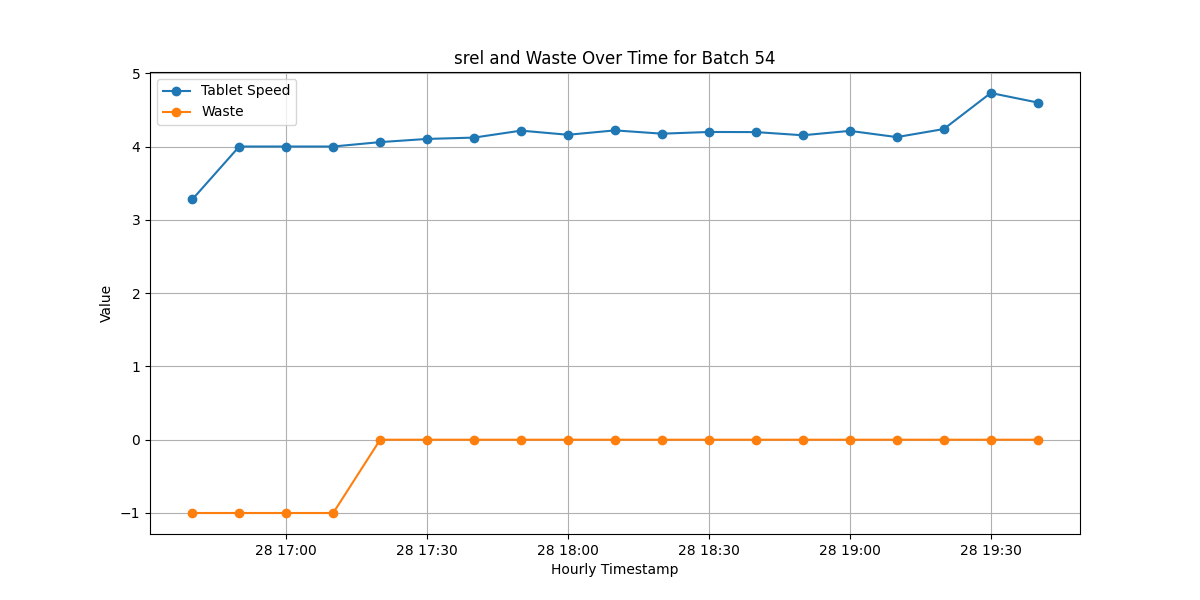 srel and Waste Over Time for Batch 54
Tablet Speed
Waste
5
4
3
2
1
0
−1
Value
28 17:00 28 17:30 28 18:00 28 18:30 28 19:00 28 19:30
Hourly Timestamp